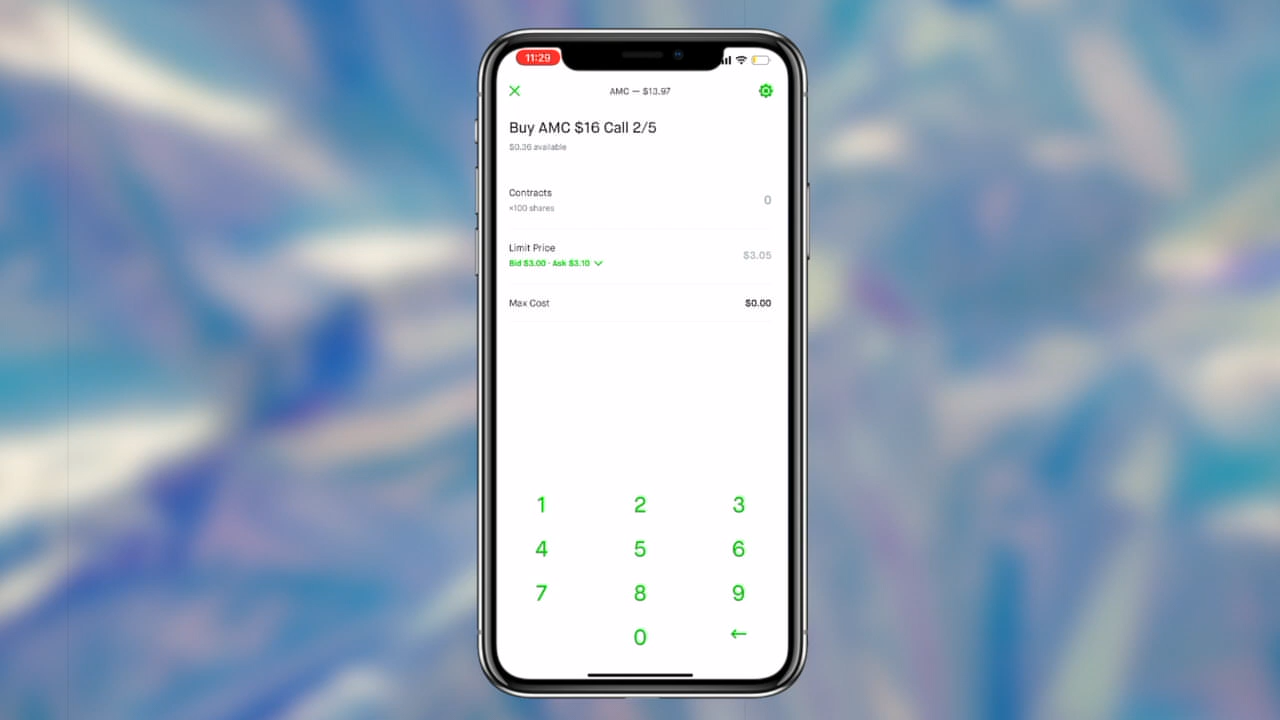 11:29
AMC — $13.97
Buy AMC $16 Call 2/5
$0.36 available
Contracts
×100 shares
0
Limit Price
Bid $3.00 · Ask $3.10
$3.05
Max Cost
$0.00
1 2 3
4 5 6
7 8 9
0